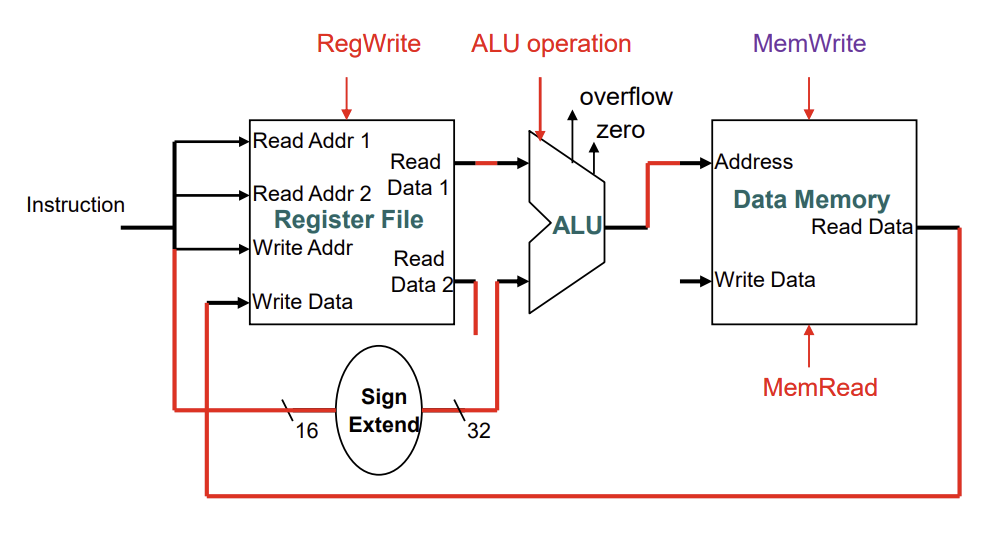 RegWrite
ALU operation
MemWrite
overflow
zero
Instruction
Read Addr 1
Read Addr 2
Register File
Write Addr
Write Data
Read
Data 1
Read
Data 2
ALU
Address
Data Memory
Read Data
Write Data
MemRead
Sign
Extend
16
32